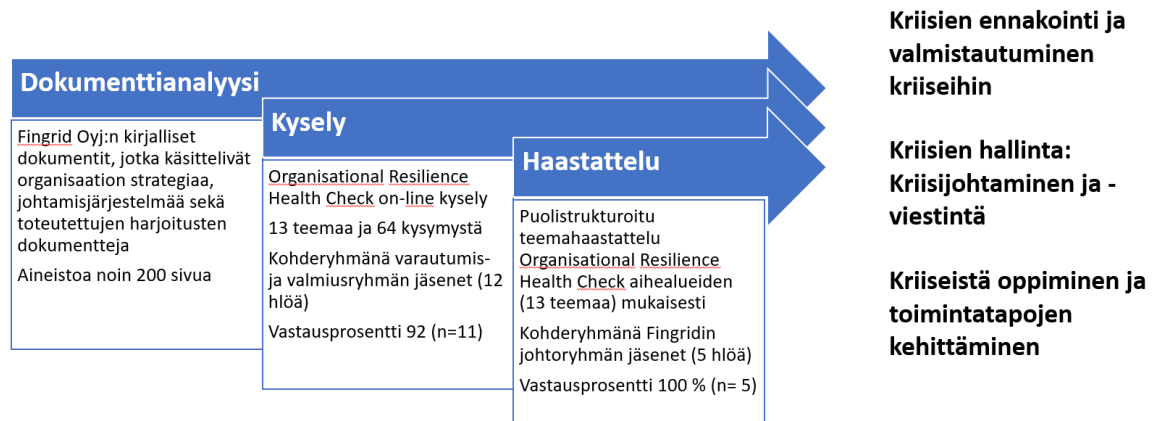 Dokumenttianalyysi
Fingrid Oyj:n kirjalliset
dokumentit, jotka käsittelivät
organisaation strategiaa,
johtamisjärjestelmää sekä
toteutettujen harjoitusten
dokumentteja
Aineistoa noin 200 sivua
Kysely
Organisational Resilience
Health Check on-line kysely
13 teemaa ja 64 kysymystä
Kohderyhmänä varautumis-
ja valmiusryhmän jäsenet (12
hlöä)
Vastausprosentti 92 (n=11)
Haastattelu
Puolistrukturoitu
teemahaastattelu
Organisational Resilience
Health Check aihealueiden
(13 teemaa) mukaisesti
Kohderyhmänä Fingridin
johtoryhmän jäsenet (5 hlöä)
Vastausprosentti 100 % (n= 5)
Kriisien ennakointi ja
valmistautuminen
kriiseihin
Kriisien hallinta:
Kriisijohtaminen ja -
viestintä
Kriiseistä oppiminen ja
toimintatapojen
kehittäminen